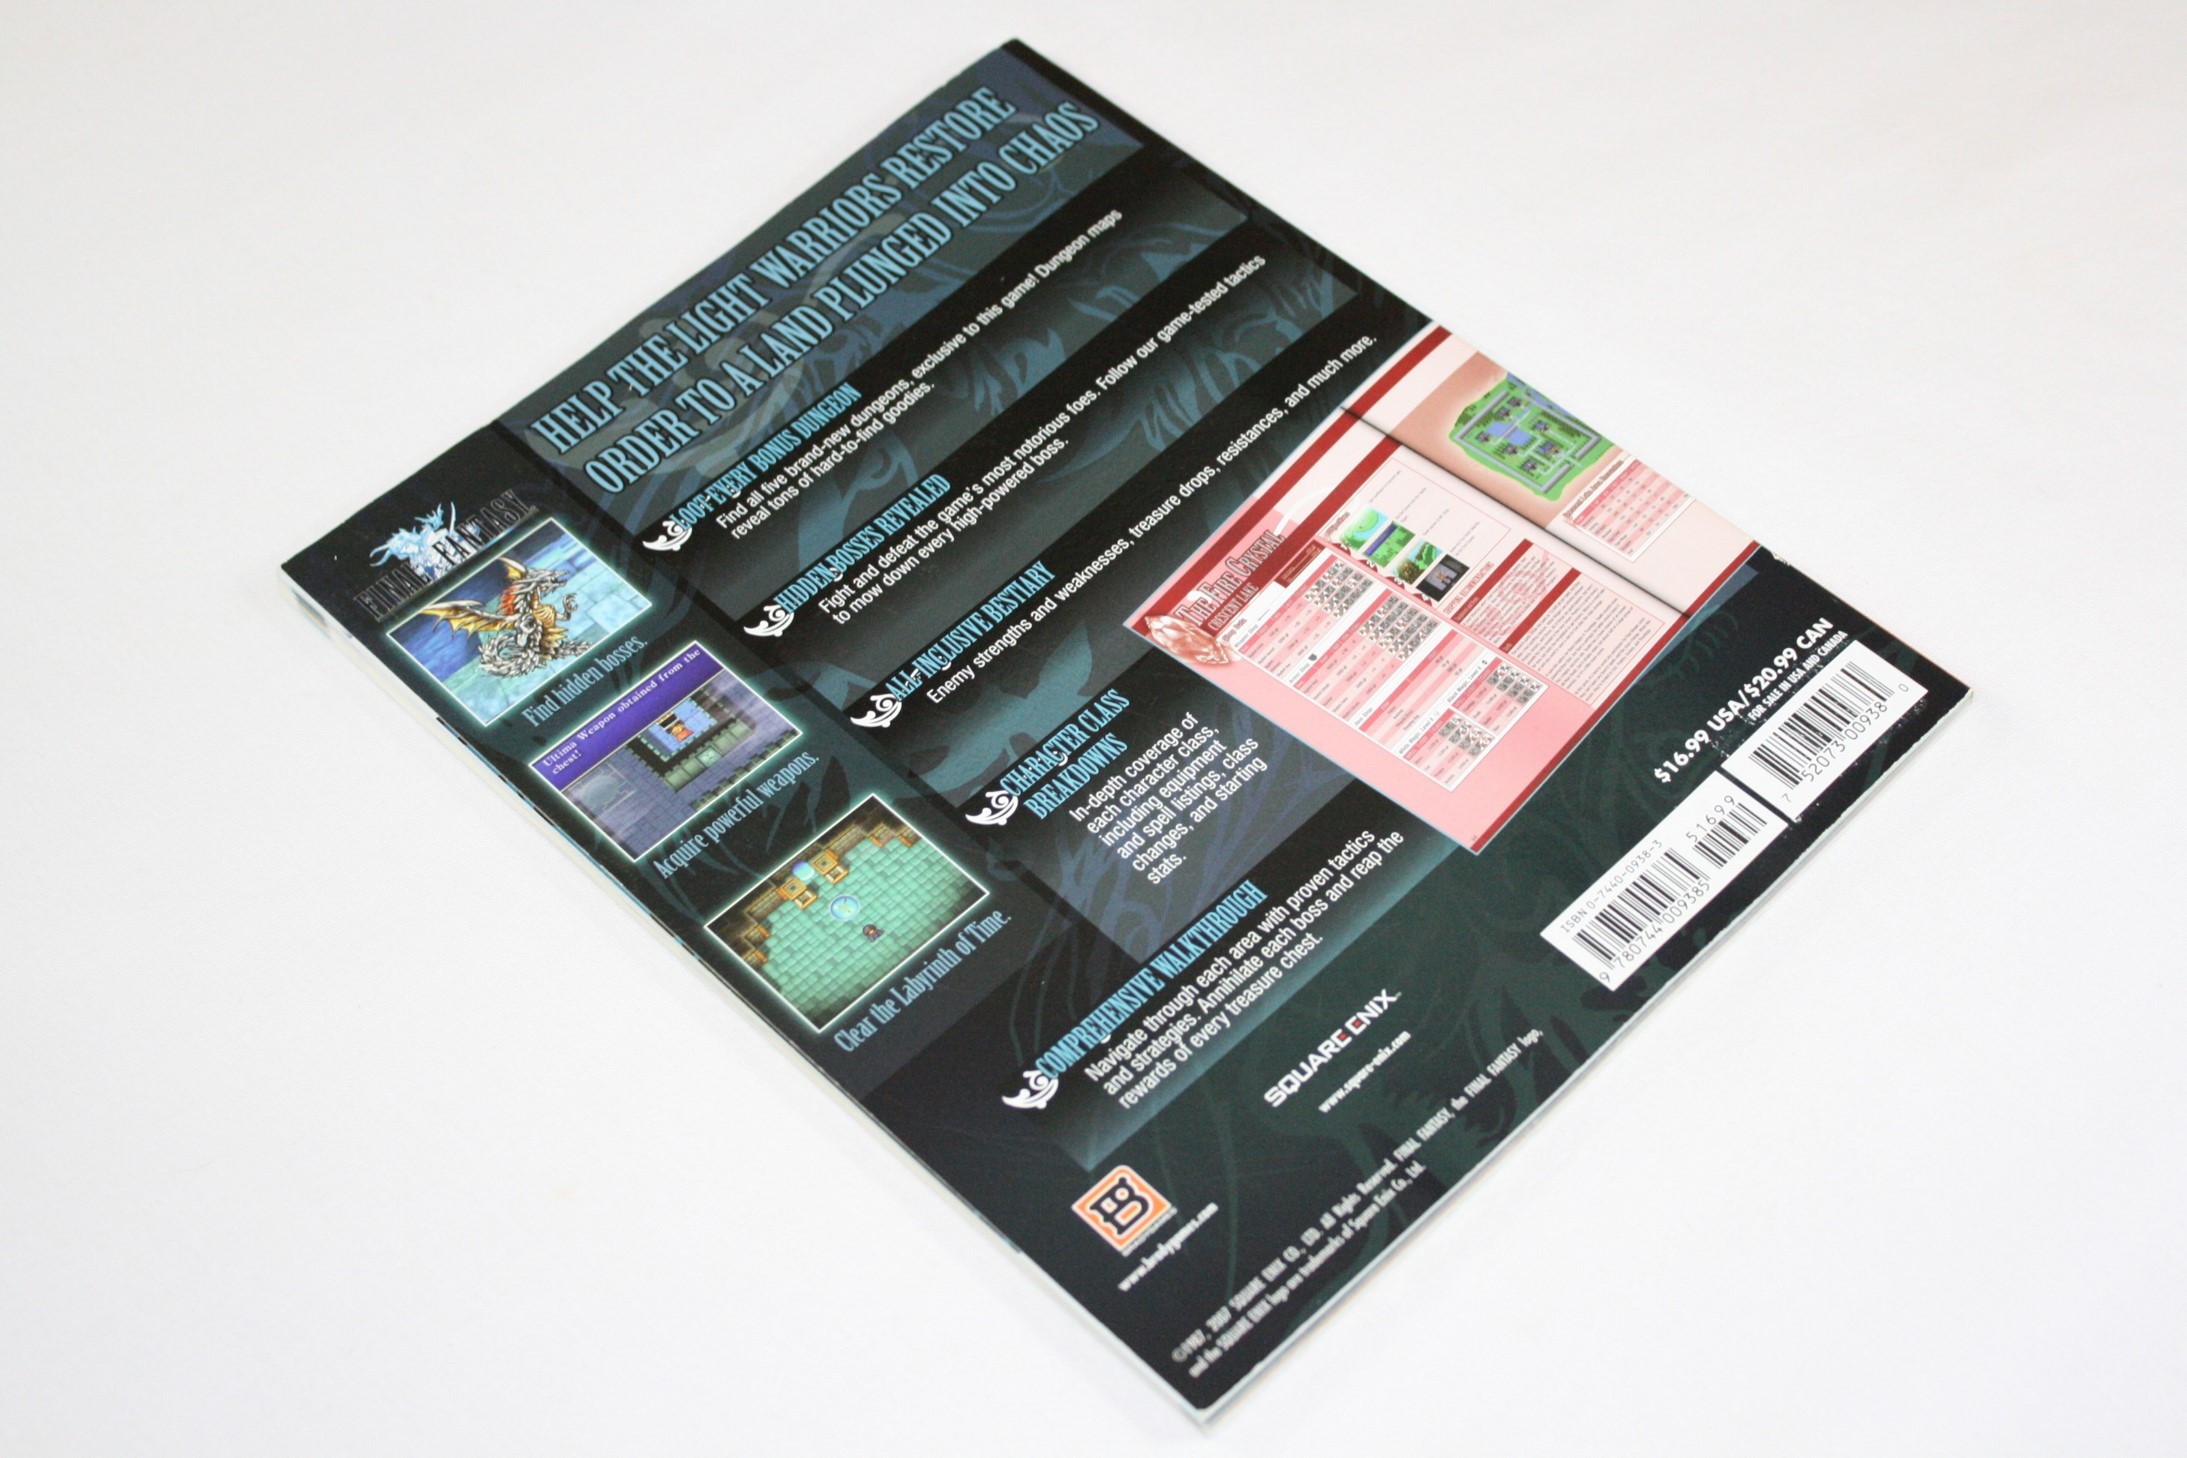 HELP THE LIGHT WARRIORS RESTORE
ORDER TO A LAND PLUNGED INTO CHAOS
FINAL FANTASY
Find hidden bosses.
Ultima Weapon obtained from the
chest!
Acquire powerful weapons.
Clear the Labyrinth of Time.
LOOT EVERY BONUS DUNGEON
Find all five brand-new dungeons, exclusive to this game! Dungeon maps
reveal tons of hard-to-find goodies.
HIDDEN BOSSES REVEALED
Fight and defeat the game's most notorious foes. Follow our game-tested tactics
to mow down every high-powered boss.
ALL-INCLUSIVE BESTIARY
Enemy strengths and weaknesses, treasure drops, resistances, and much more.
CHARACTER CLASS
BREAKDOWNS
In-depth coverage of
each character class,
including equipment
and spell listings, class
changes, and starting
stats.
COMPREHENSIVE WALKTHROUGH
Navigate through each area with proven tactics
and strategies. Annihilate each boss and reap the
rewards of every treasure chest.
THE FIRE CRYSTAL
CRESCENT LAKE
$16.99 USA/$20.99 CAN
FOR SALE IN USA AND CANADA
7 52073 00938 0
ISBN 0-7440-0938-3
51699
9 780744 009385
SQUARE ENIX™
www.square-enix.com
B
www.bradygames.com
©1987, 2007 SQUARE ENIX CO., LTD. All Rights Reserved. FINAL FANTASY, the FINAL FANTASY logo,
and the SQUARE ENIX logo are trademarks of Square Enix Co., Ltd.